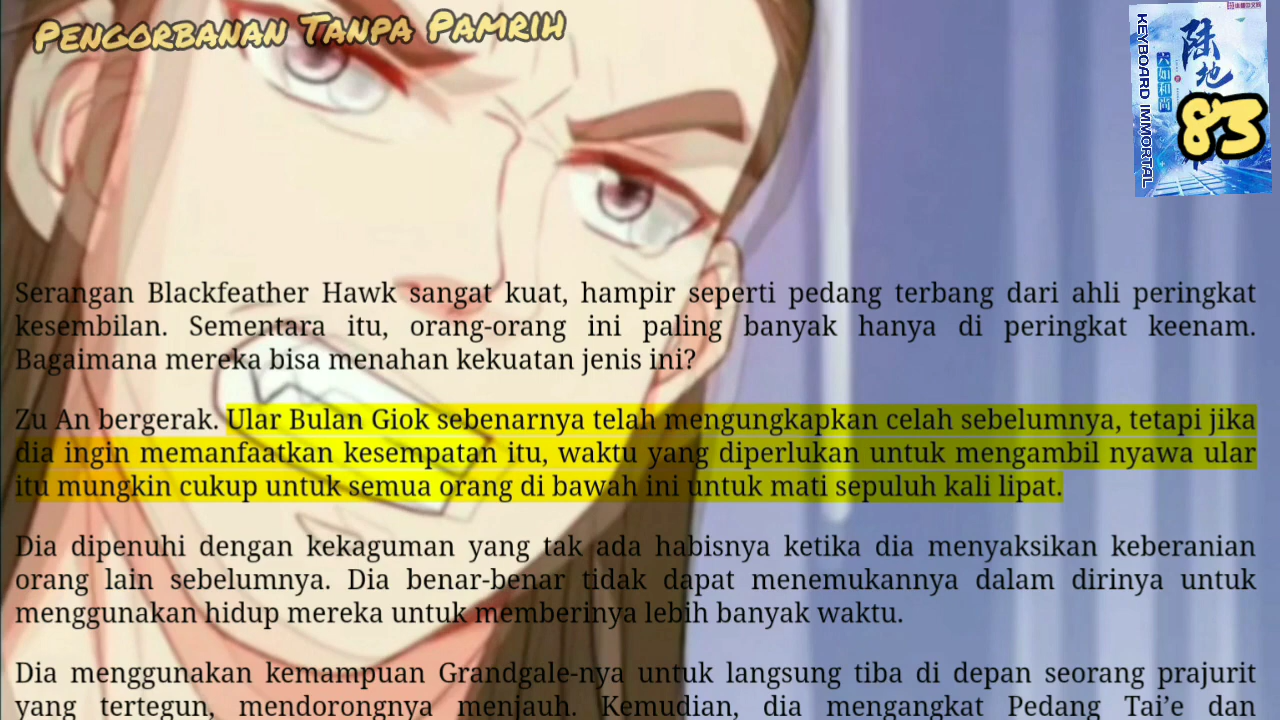 Pengorbanan Tanpa Pamrih
KEYBOARD IMMORTAL
陆地
六如和尚
83
Serangan Blackfeather Hawk sangat kuat, hampir seperti pedang terbang dari ahli peringkat
kesembilan. Sementara itu, orang-orang ini paling banyak hanya di peringkat keenam.
Bagaimana mereka bisa menahan kekuatan jenis ini?
Zu An bergerak. Ular Bulan Giok sebenarnya telah mengungkapkan celah sebelumnya, tetapi jika
dia ingin memanfaatkan kesempatan itu, waktu yang diperlukan untuk mengambil nyawa ular
itu mungkin cukup untuk semua orang di bawah ini untuk mati sepuluh kali lipat.
Dia dipenuhi dengan kekaguman yang tak ada habisnya ketika dia menyaksikan keberanian
orang lain sebelumnya. Dia benar-benar tidak dapat menemukannya dalam dirinya untuk
menggunakan hidup mereka untuk memberinya lebih banyak waktu.
Dia menggunakan kemampuan Grandgale-nya untuk langsung tiba di depan seorang prajurit
yang tertegun, mendorongnya menjauh. Kemudian, dia mengangkat Pedang Tai’e dan